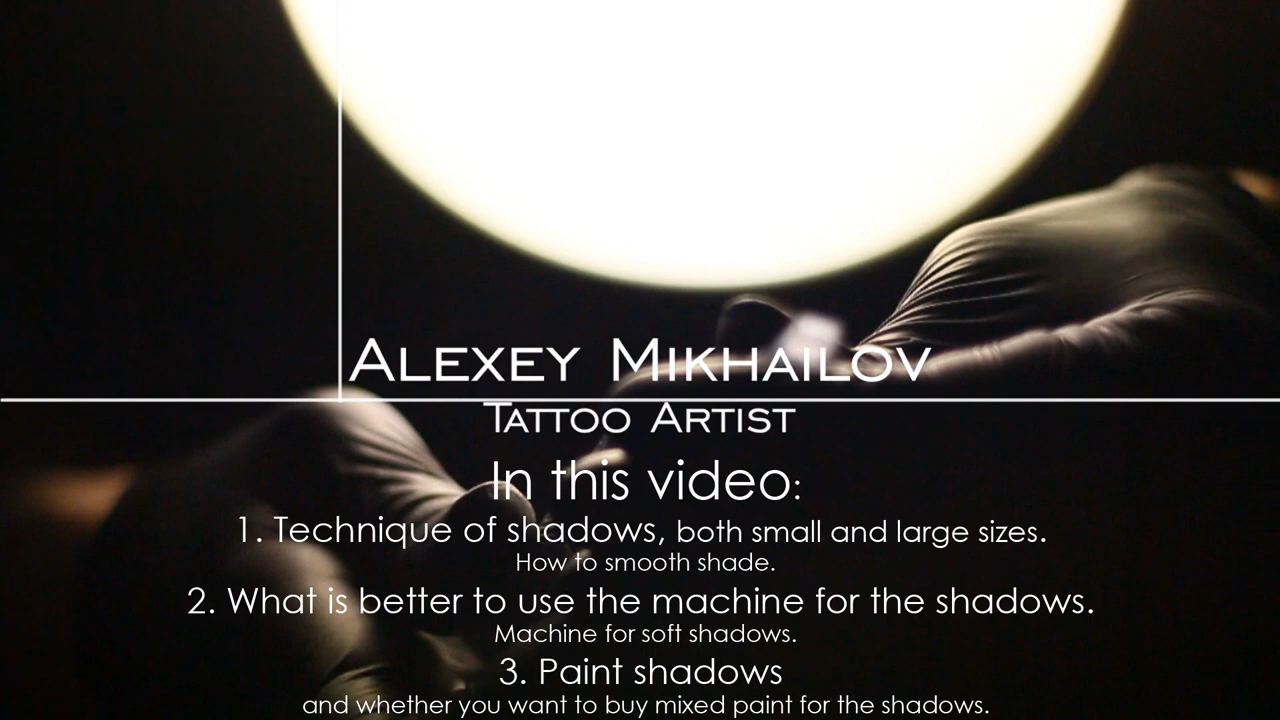 Alexey Mikhailov
Tattoo Artist
In this video:
1. Technique of shadows, both small and large sizes.
How to smooth shade.
2. What is better to use the machine for the shadows.
Machine for soft shadows.
3. Paint shadows
and whether you want to buy mixed paint for the shadows.